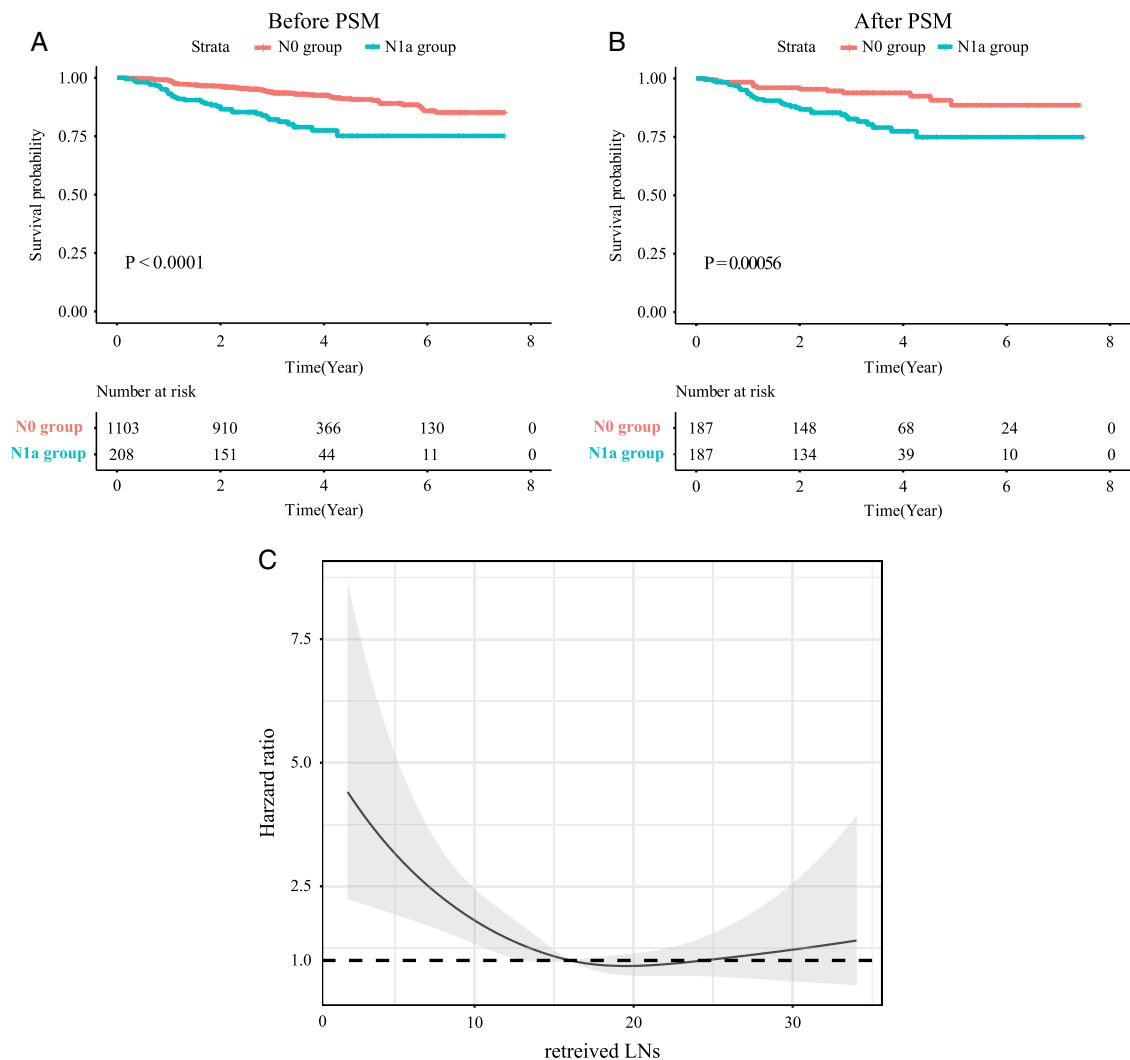 A
Before PSM
Strata N0 group N1a group
Survival probability
1.00
0.75
0.50
0.25
0.00
P < 0.0001
0 2 4 6 8
Time(Year)
Number at risk
N0 group 1103 910 366 130 0
N1a group 208 151 44 11 0
0 2 4 6 8
Time(Year)
B
After PSM
Strata N0 group N1a group
Survival probability
1.00
0.75
0.50
0.25
0.00
P = 0.00056
0 2 4 6 8
Time(Year)
Number at risk
N0 group 187 148 68 24 0
N1a group 187 134 39 10 0
0 2 4 6 8
Time(Year)
C
Harzard ratio
7.5
5.0
2.5
1.0
0 10 20 30
retreived LNs